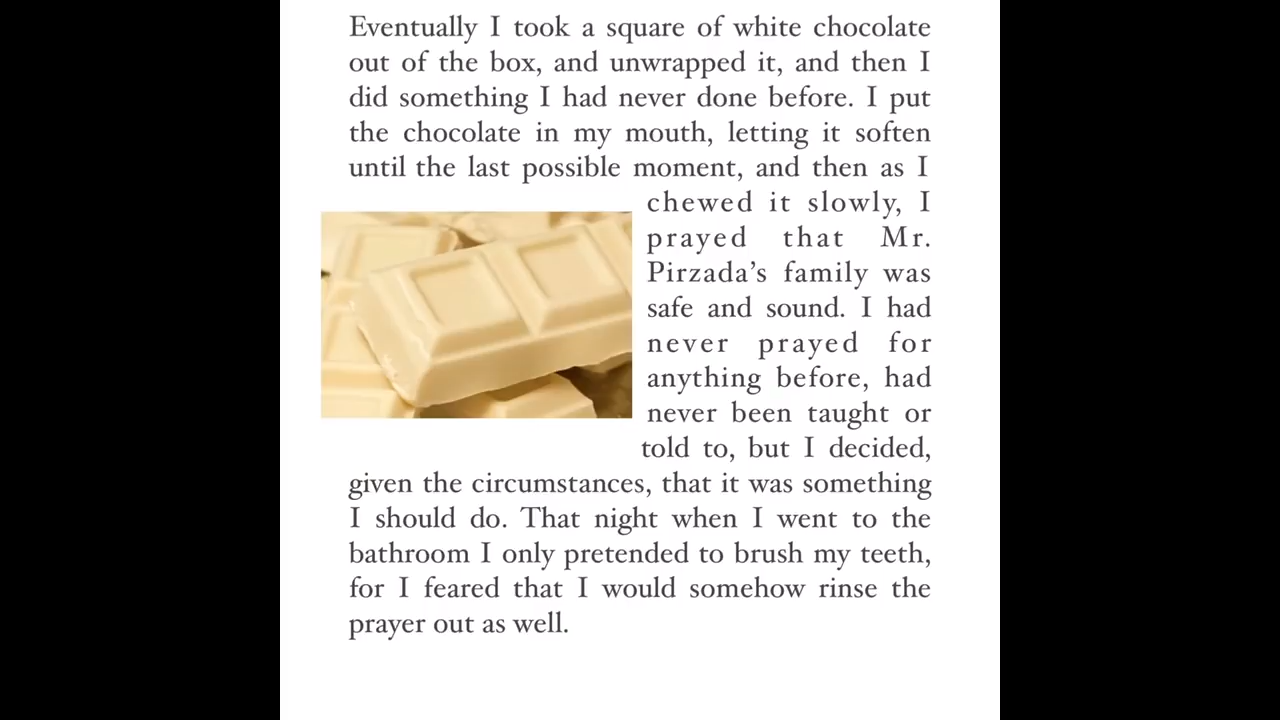 Eventually I took a square of white chocolate
out of the box, and unwrapped it, and then I
did something I had never done before. I put
the chocolate in my mouth, letting it soften
until the last possible moment, and then as I
chewed it slowly, I
prayed that Mr.
Pirzada’s family was
safe and sound. I had
never prayed for
anything before, had
never been taught or
told to, but I decided,
given the circumstances, that it was something
I should do. That night when I went to the
bathroom I only pretended to brush my teeth,
for I feared that I would somehow rinse the
prayer out as well.